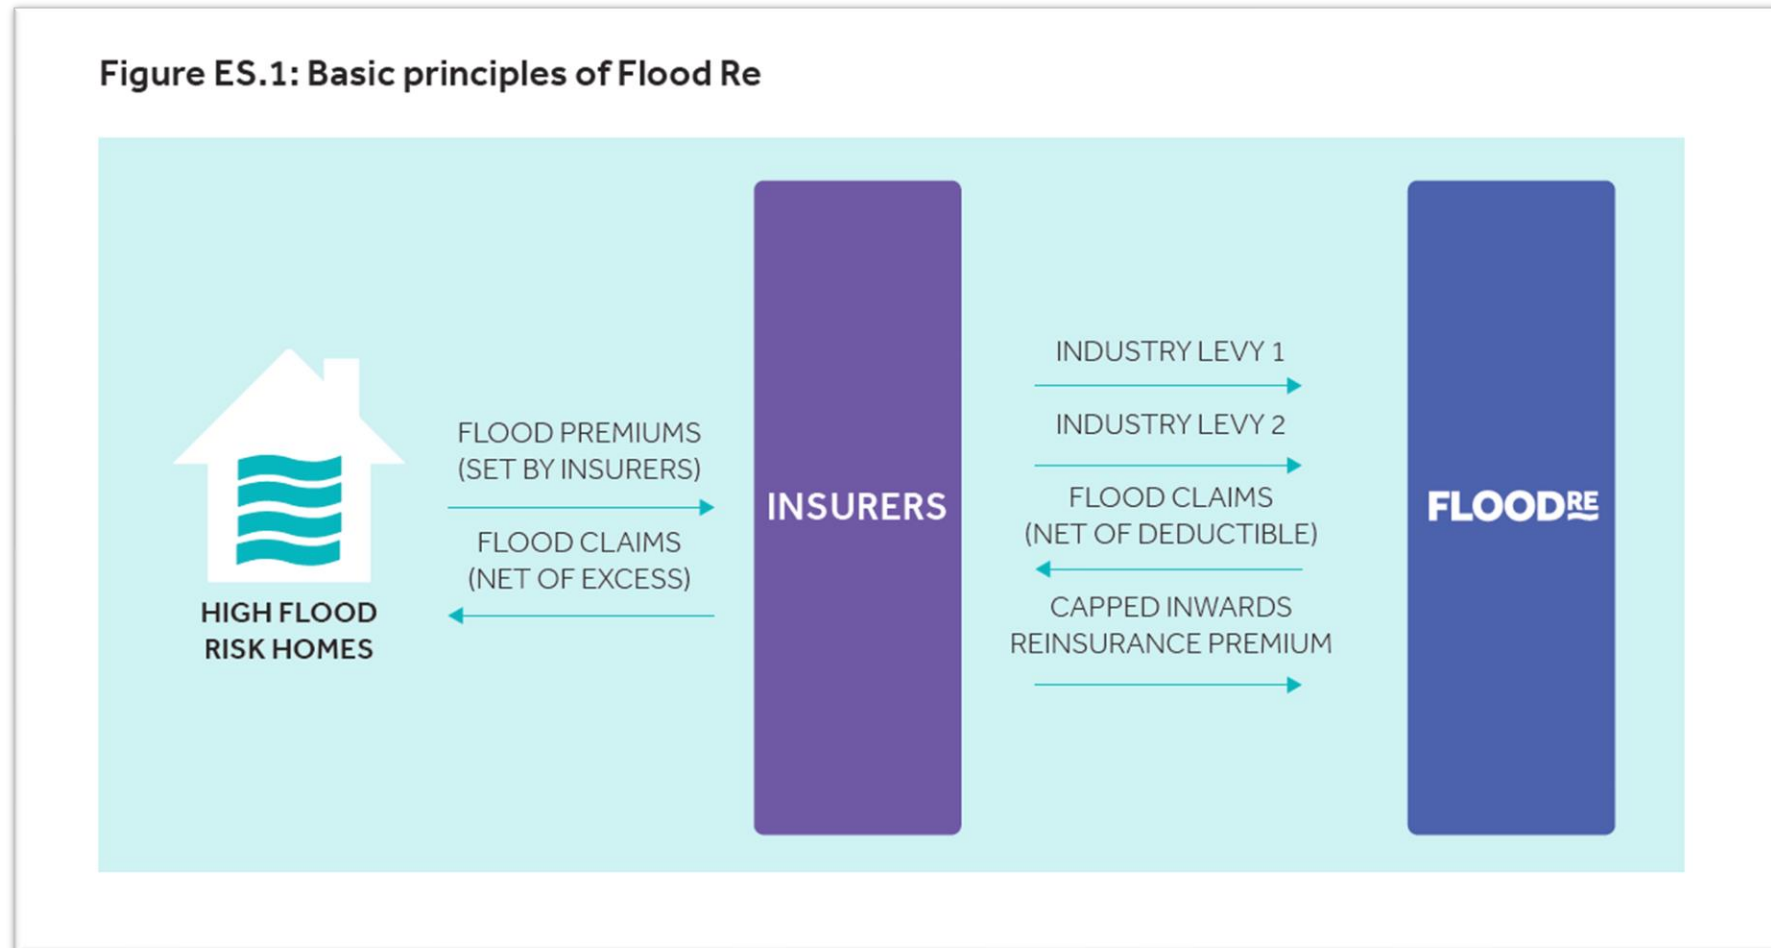 Figure ES.1: Basic principles of Flood Re
HIGH FLOOD
RISK HOMES
FLOOD PREMIUMS
(SET BY INSURERS)
FLOOD CLAIMS
(NET OF EXCESS)
INSURERS
INDUSTRY LEVY 1
INDUSTRY LEVY 2
FLOOD CLAIMS
(NET OF DEDUCTIBLE)
CAPPED INWARDS
REINSURANCE PREMIUM
FLOODRE